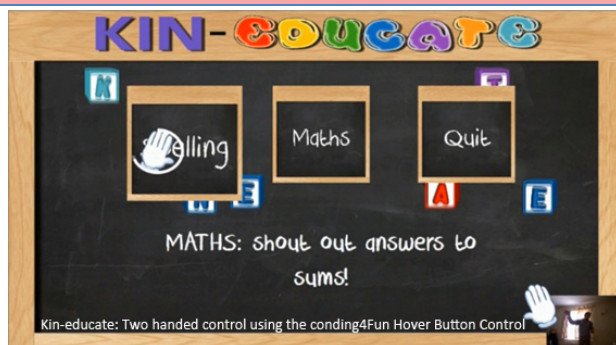 KIN-EDUCATE
K
T
elling
Maths
Quit
N
E
A
E
MATHS: shout out answers to
sums!
Kin-educate: Two handed control using the conding4Fun Hover Button Control